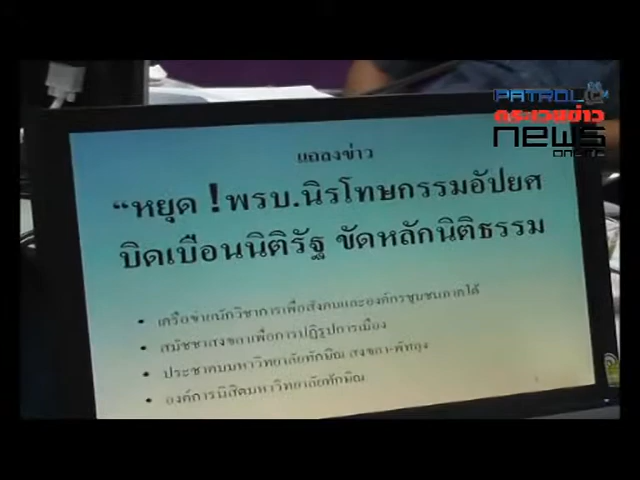 PATROL
กระเวยข่าว
news
ONLINE
แถลงข่าว
“หยุด ! พรบ.นิรโทษกรรมอัปยศ
บิดเบือนนิติรัฐ ขัดหลักนิติธรรม
• เครือข่ายนักวิชาการเพื่อสังคมและองค์กรชุมชนภาคใต้
• สมัชชาสงขลาเพื่อการปฏิรูปการเมือง
• ประชาคมมหาวิทยาลัยทักษิณ สงขลา-พัทลุง
• องค์การนิสิตมหาวิทยาลัยทักษิณ